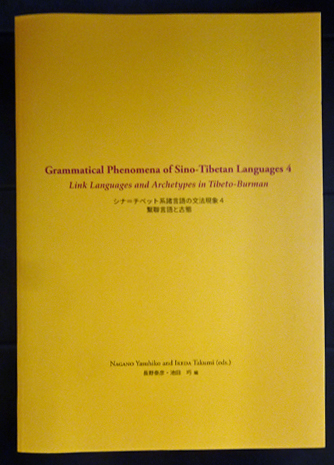 Grammatical Phenomena of Sino-Tibetan Languages 4
Link Languages and Archetypes in Tibeto-Burman
シナ＝チベット系諸言語の文法現象 4
繋聯言語と古態
NAGANO Yasuhiko and IKEDA Takumi (eds.)
長野泰彦・池田 巧 編